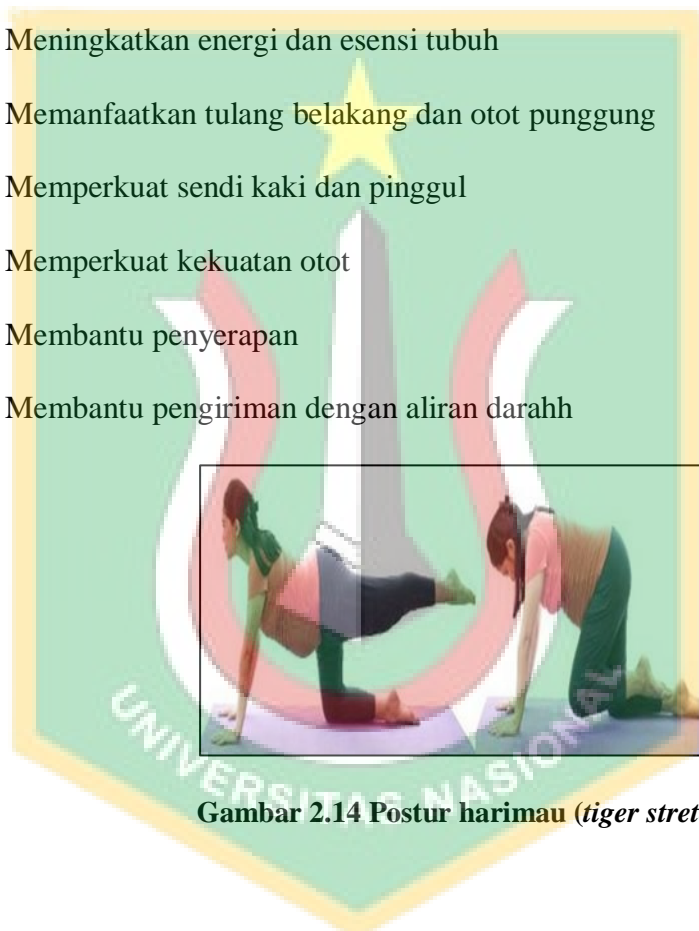 Meningkatkan energi dan esensi tubuh
Memanfaatkan tulang belakang dan otot punggung
Memperkuat sendi kaki dan pinggul
Memperkuat kekuatan otot
Membantu penyerapan
Membantu pengiriman dengan aliran darahh
UNIVERSITAS NASIONAL
Gambar 2.14 Postur harimau (tiger stret